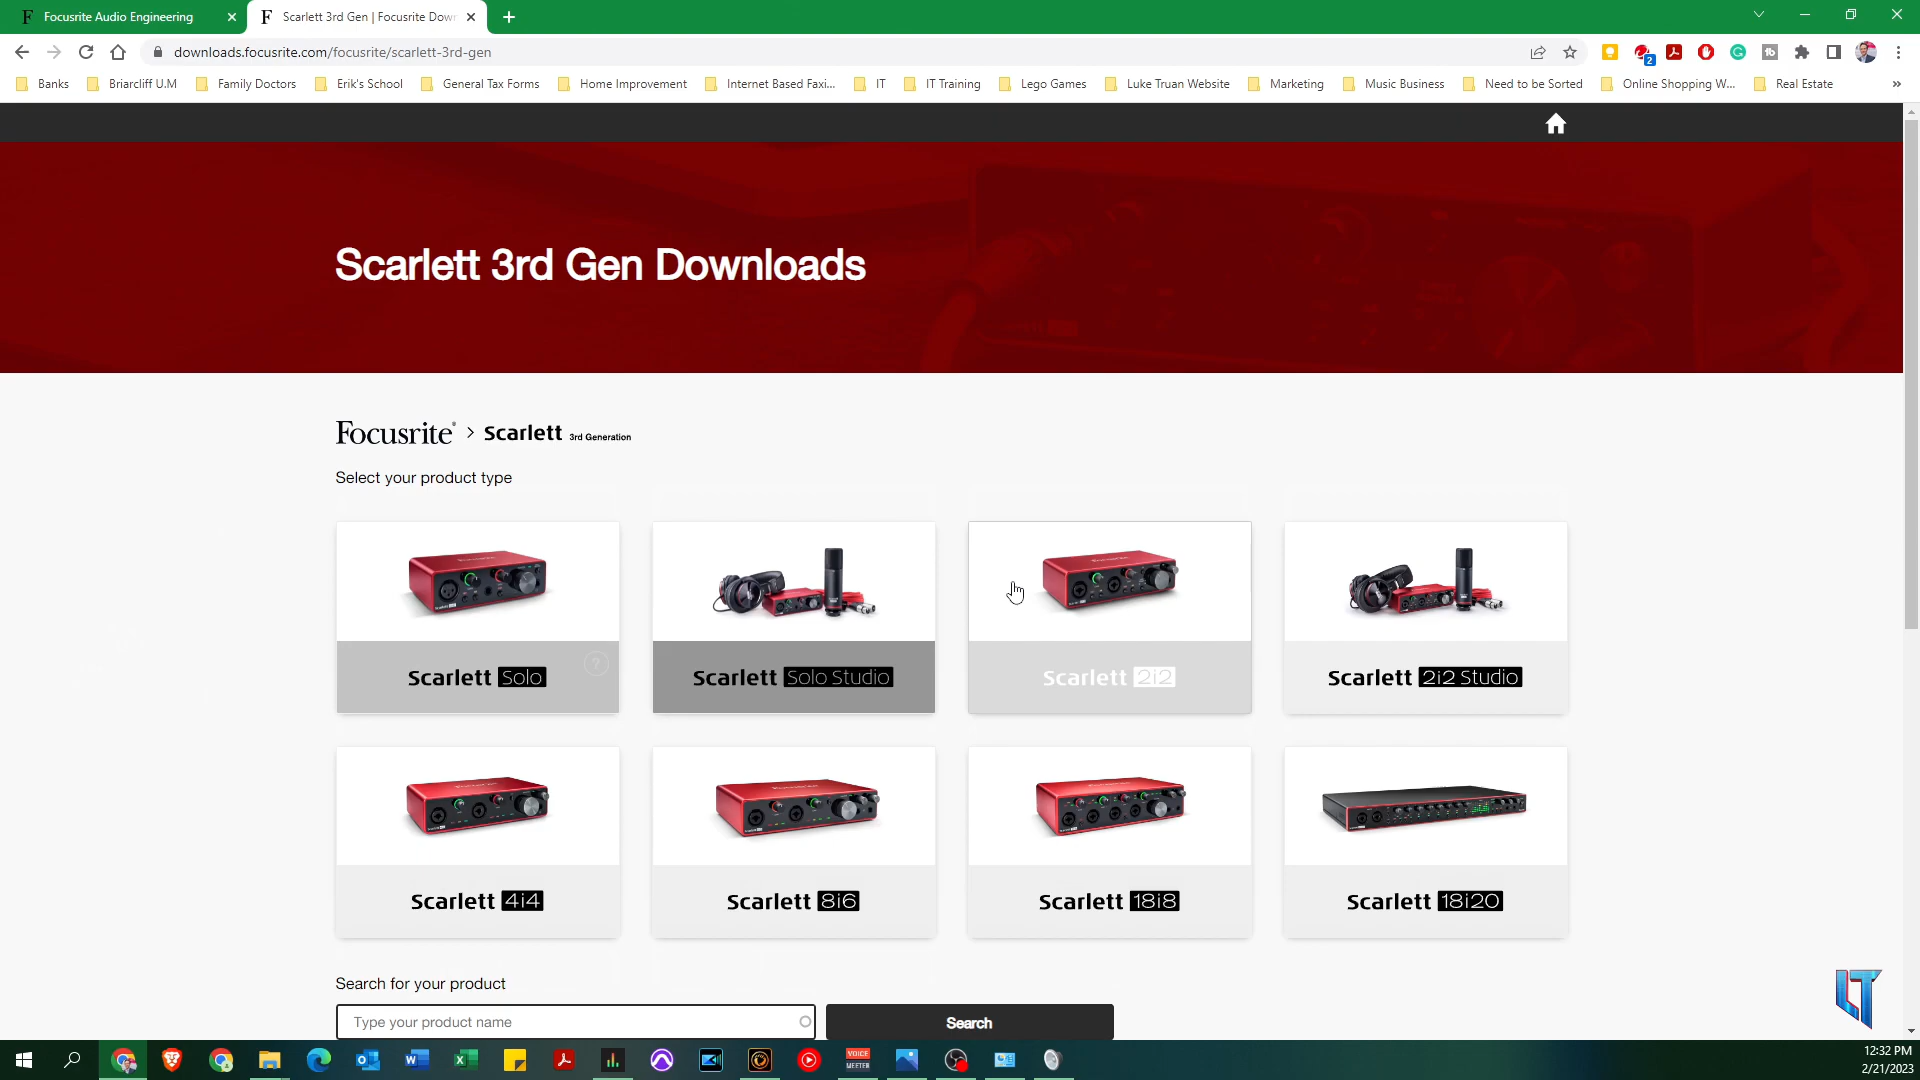 Focusrite Audio Engineering
Scarlett 3rd Gen | Focusrite Dow
downloads.focusrite.com/focusrite/scarlett-3rd-gen
2
Banks Briarcliff U.M Family Doctors Erik's School General Tax Forms Home Improvement Internet Based Faxi... IT IT Training Lego Games Luke Truan Website Marketing Music Business Need to be Sorted Online Shopping W... Real Estate »
Scarlett 3rd Gen Downloads
Focusrite > Scarlett 3rd Generation
Select your product type
Scarlett Solo ?
Scarlett Solo Studio
Scarlett 2i2
Scarlett 2i2 Studio
Scarlett 4i4
Scarlett 8i6
Scarlett 18i8
Scarlett 18i20
Search for your product
Type your product name
Search
LT
VOICE
MEETER
12:32 PM
2/21/2023